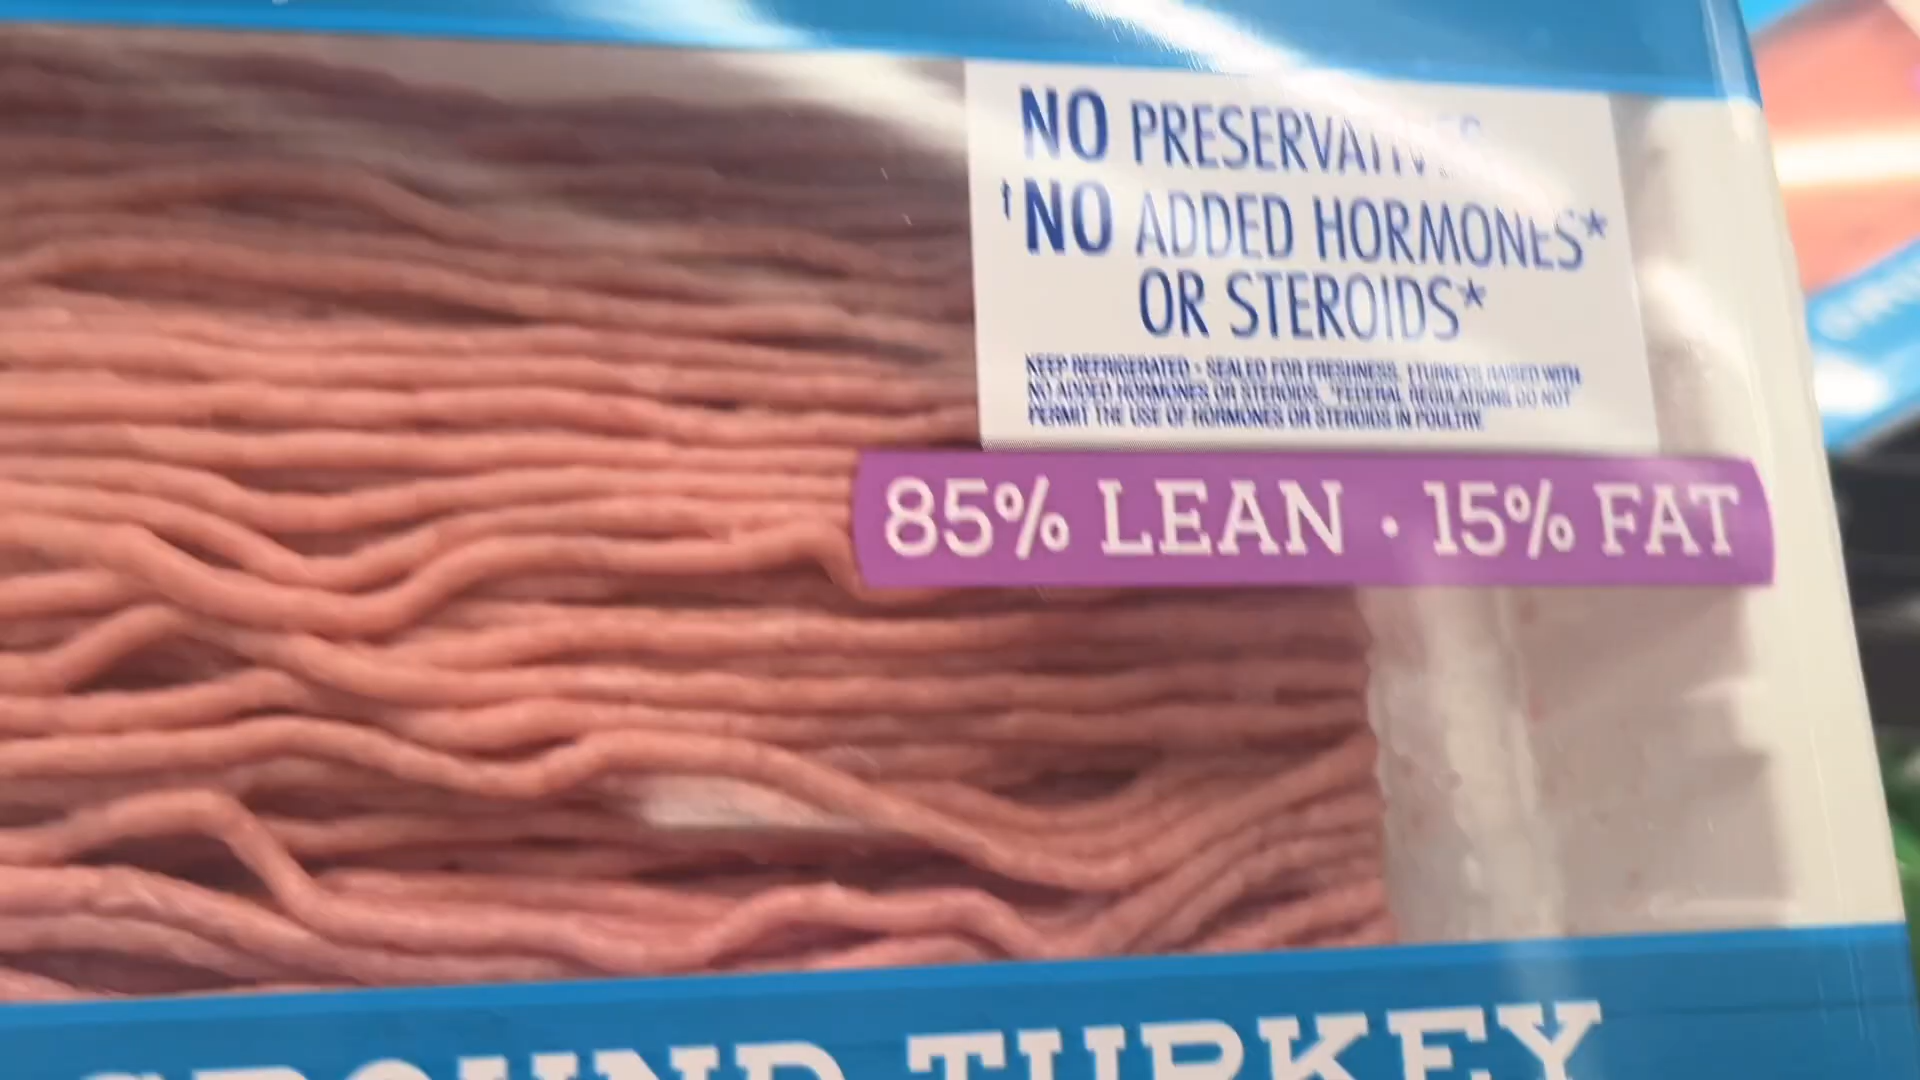 NO PRESERVATIVES
†NO ADDED HORMONES*
OR STEROIDS*
KEEP REFRIGERATED • SEALED FOR FRESHNESS. †TURKEYS RAISED WITH
NO ADDED HORMONES OR STEROIDS. *FEDERAL REGULATIONS DO NOT
PERMIT THE USE OF HORMONES OR STEROIDS IN POULTRY.
85% LEAN • 15% FAT
GROUND TURKEY